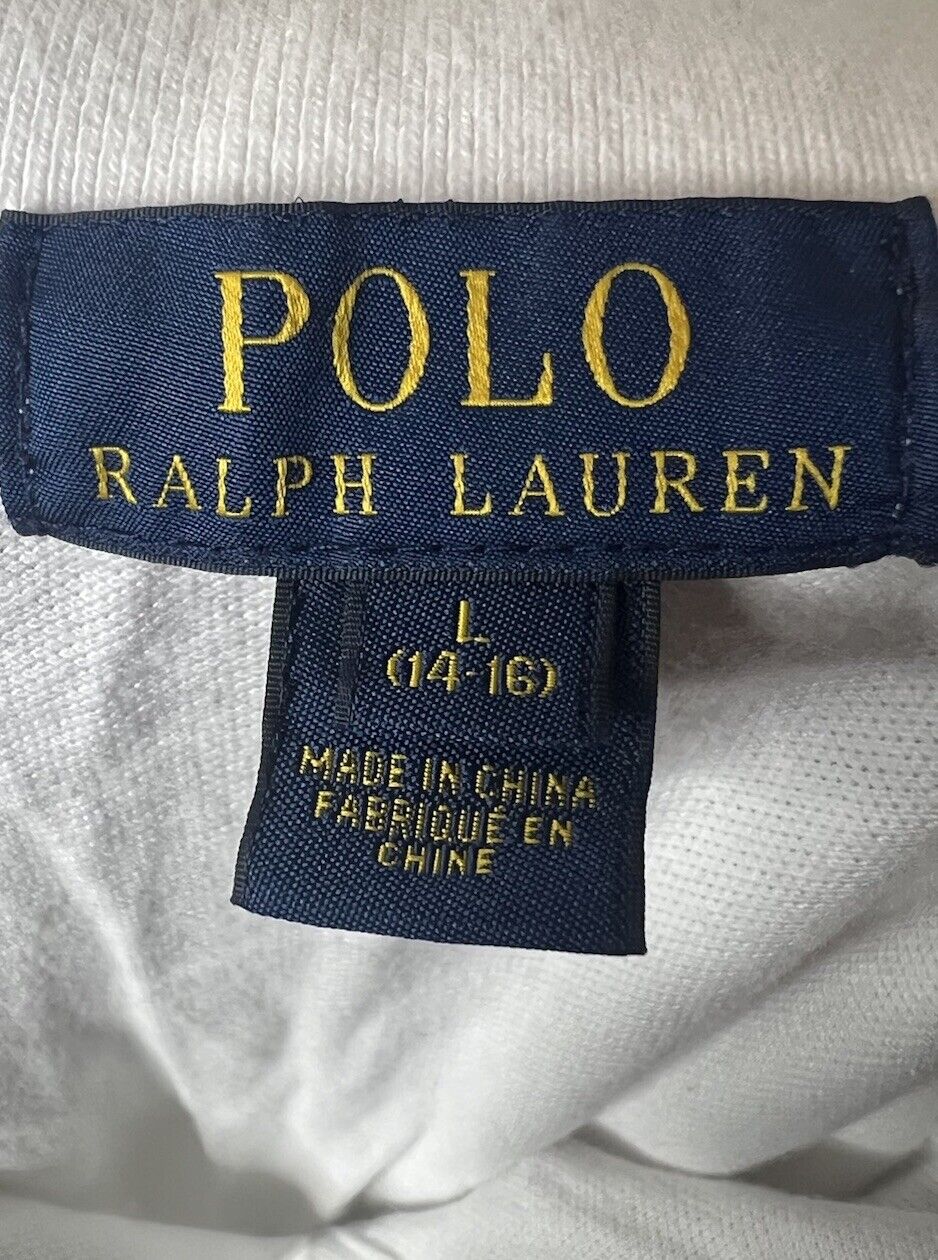 POLO
RALPH LAUREN
L
(14-16)
MADE IN CHINA
FABRIQUÉ EN
CHINE